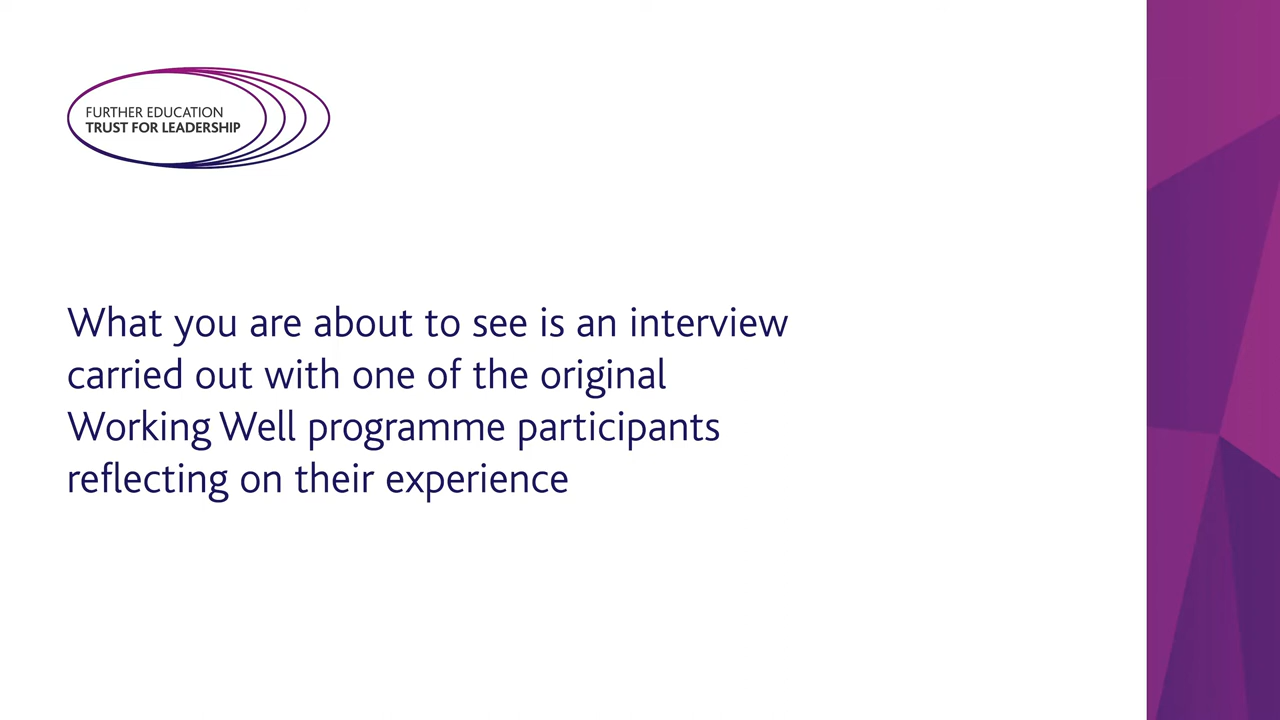 FURTHER EDUCATION
TRUST FOR LEADERSHIP
What you are about to see is an interview
carried out with one of the original
Working Well programme participants
reflecting on their experience